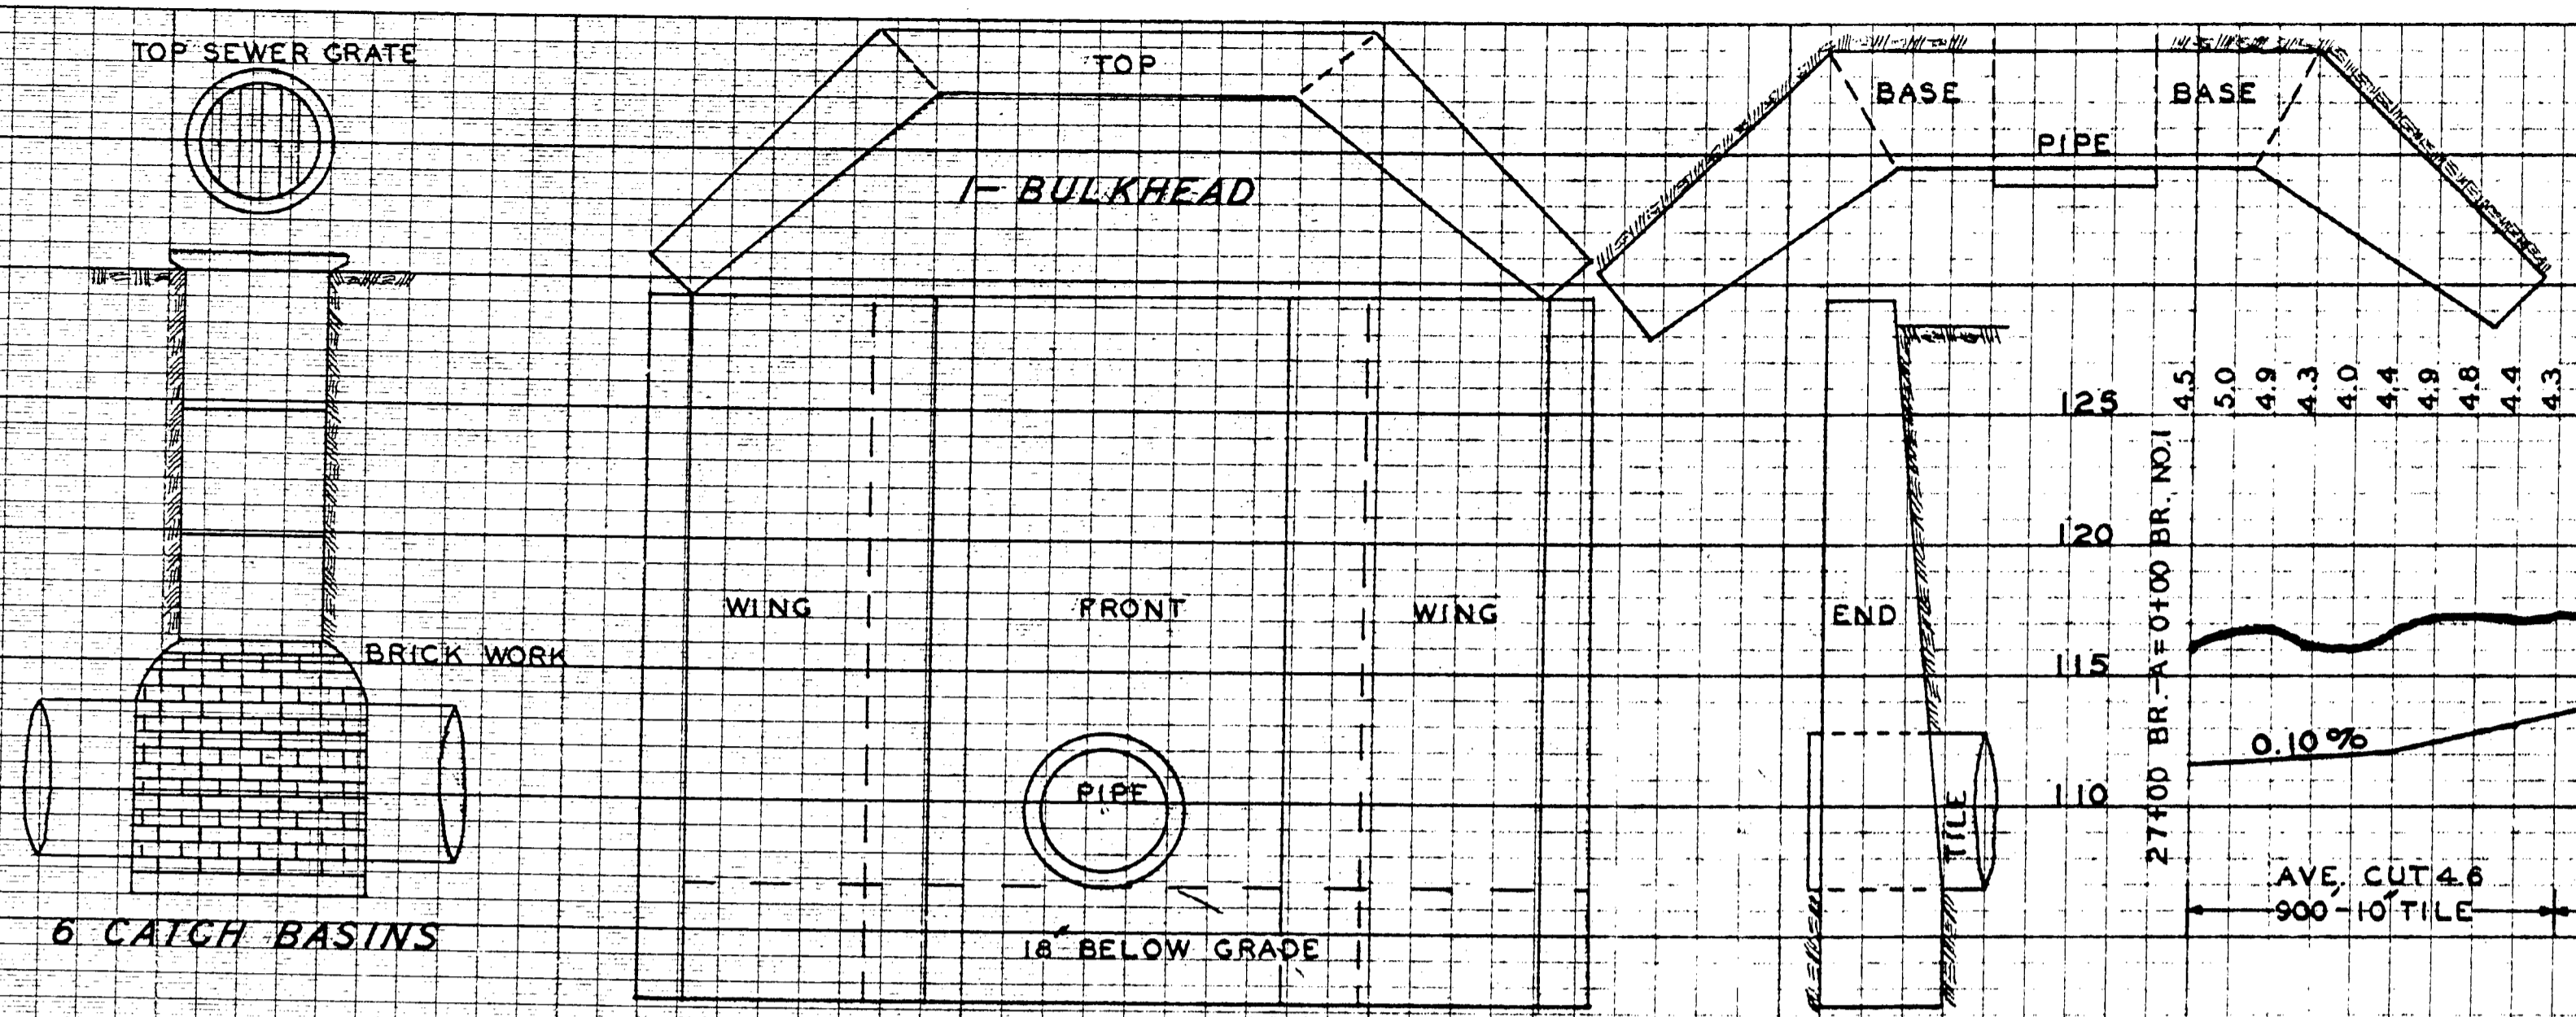 TOP SEWER GRATE
BRICK WORK
6 CATCH BASINS
TOP
1- BULKHEAD
WING
FRONT
WING
PIPE
18" BELOW GRADE
BASE
BASE
PIPE
END
TILE
125
120
115
110
27+00 BR.-A=0+00 BR. NO.1
4.5
5.0
4.9
4.3
4.0
4.4
4.9
4.8
4.4
4.3
0.10%
AVE. CUT 4.6
900'-10" TILE